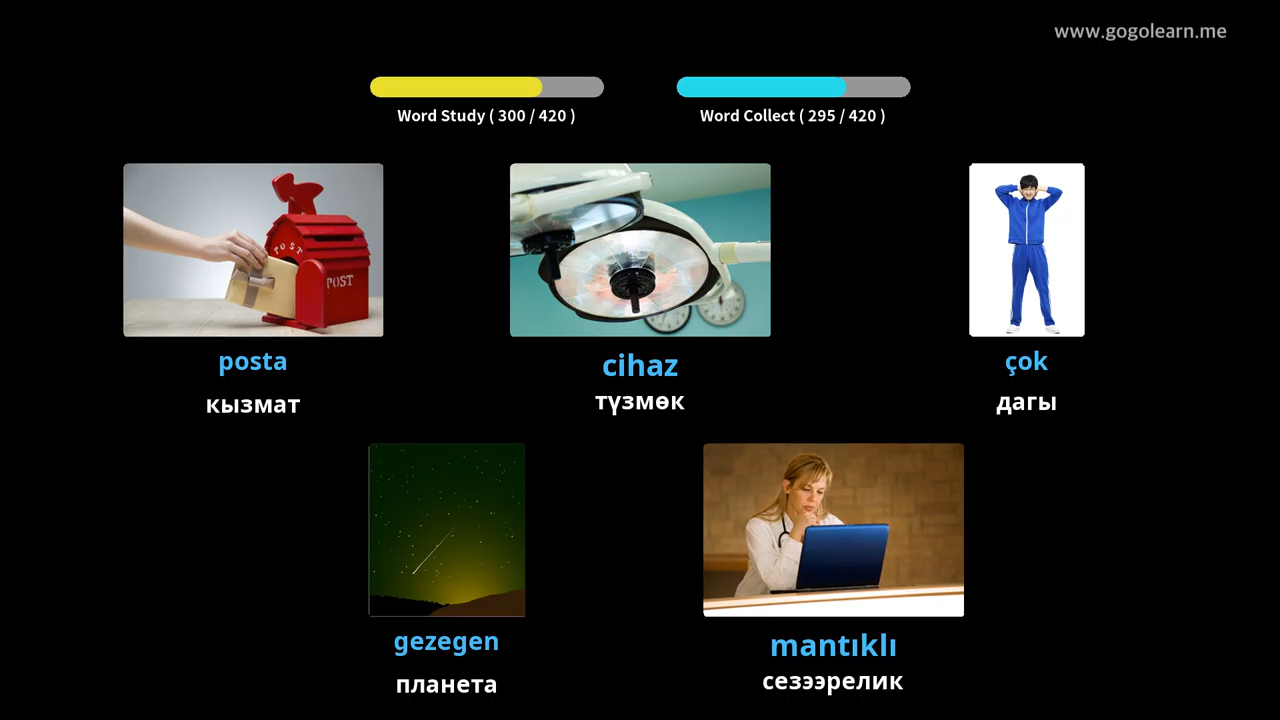 www.gogolearn.me
Word Study ( 300 / 420 )
Word Collect ( 295 / 420 )
POST
POST
posta
кызмат
cihaz
түзмөк
çok
дагы
gezegen
планета
mantıklı
сезээрелик